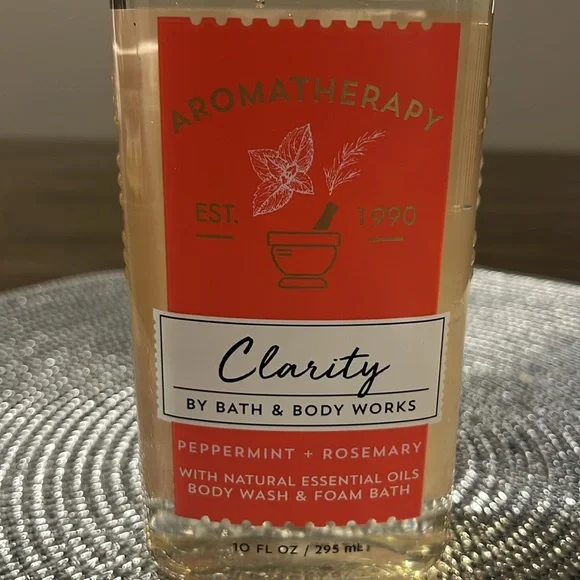 AROMATHERAPY
EST. 1990
Clarity
BY BATH & BODY WORKS
PEPPERMINT + ROSEMARY
WITH NATURAL ESSENTIAL OILS
BODY WASH & FOAM BATH
10 FL OZ / 295 mL